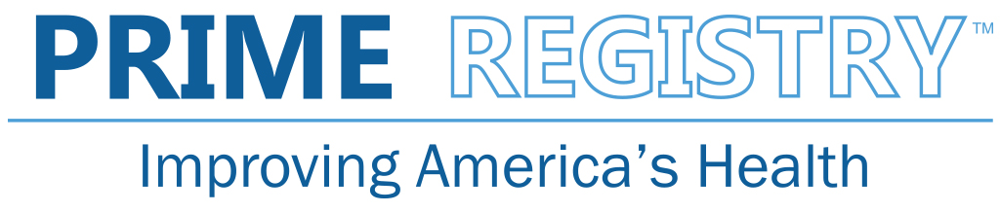 PRIME REGISTRY™
Improving America’s Health